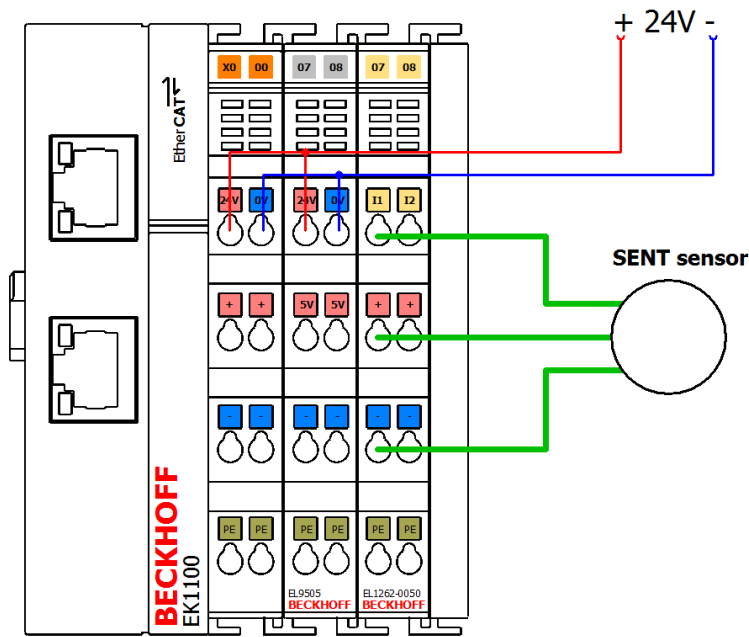 + 24V -
X0 00 07 08 07 08
EtherCAT
24V 0V 24V 0V I1 I2
SENT sensor
+ + 5V 5V + +
- - - - - -
PE PE PE PE PE PE
BECKHOFF
EK1100
EL9505
BECKHOFF
EL1262-0050
BECKHOFF